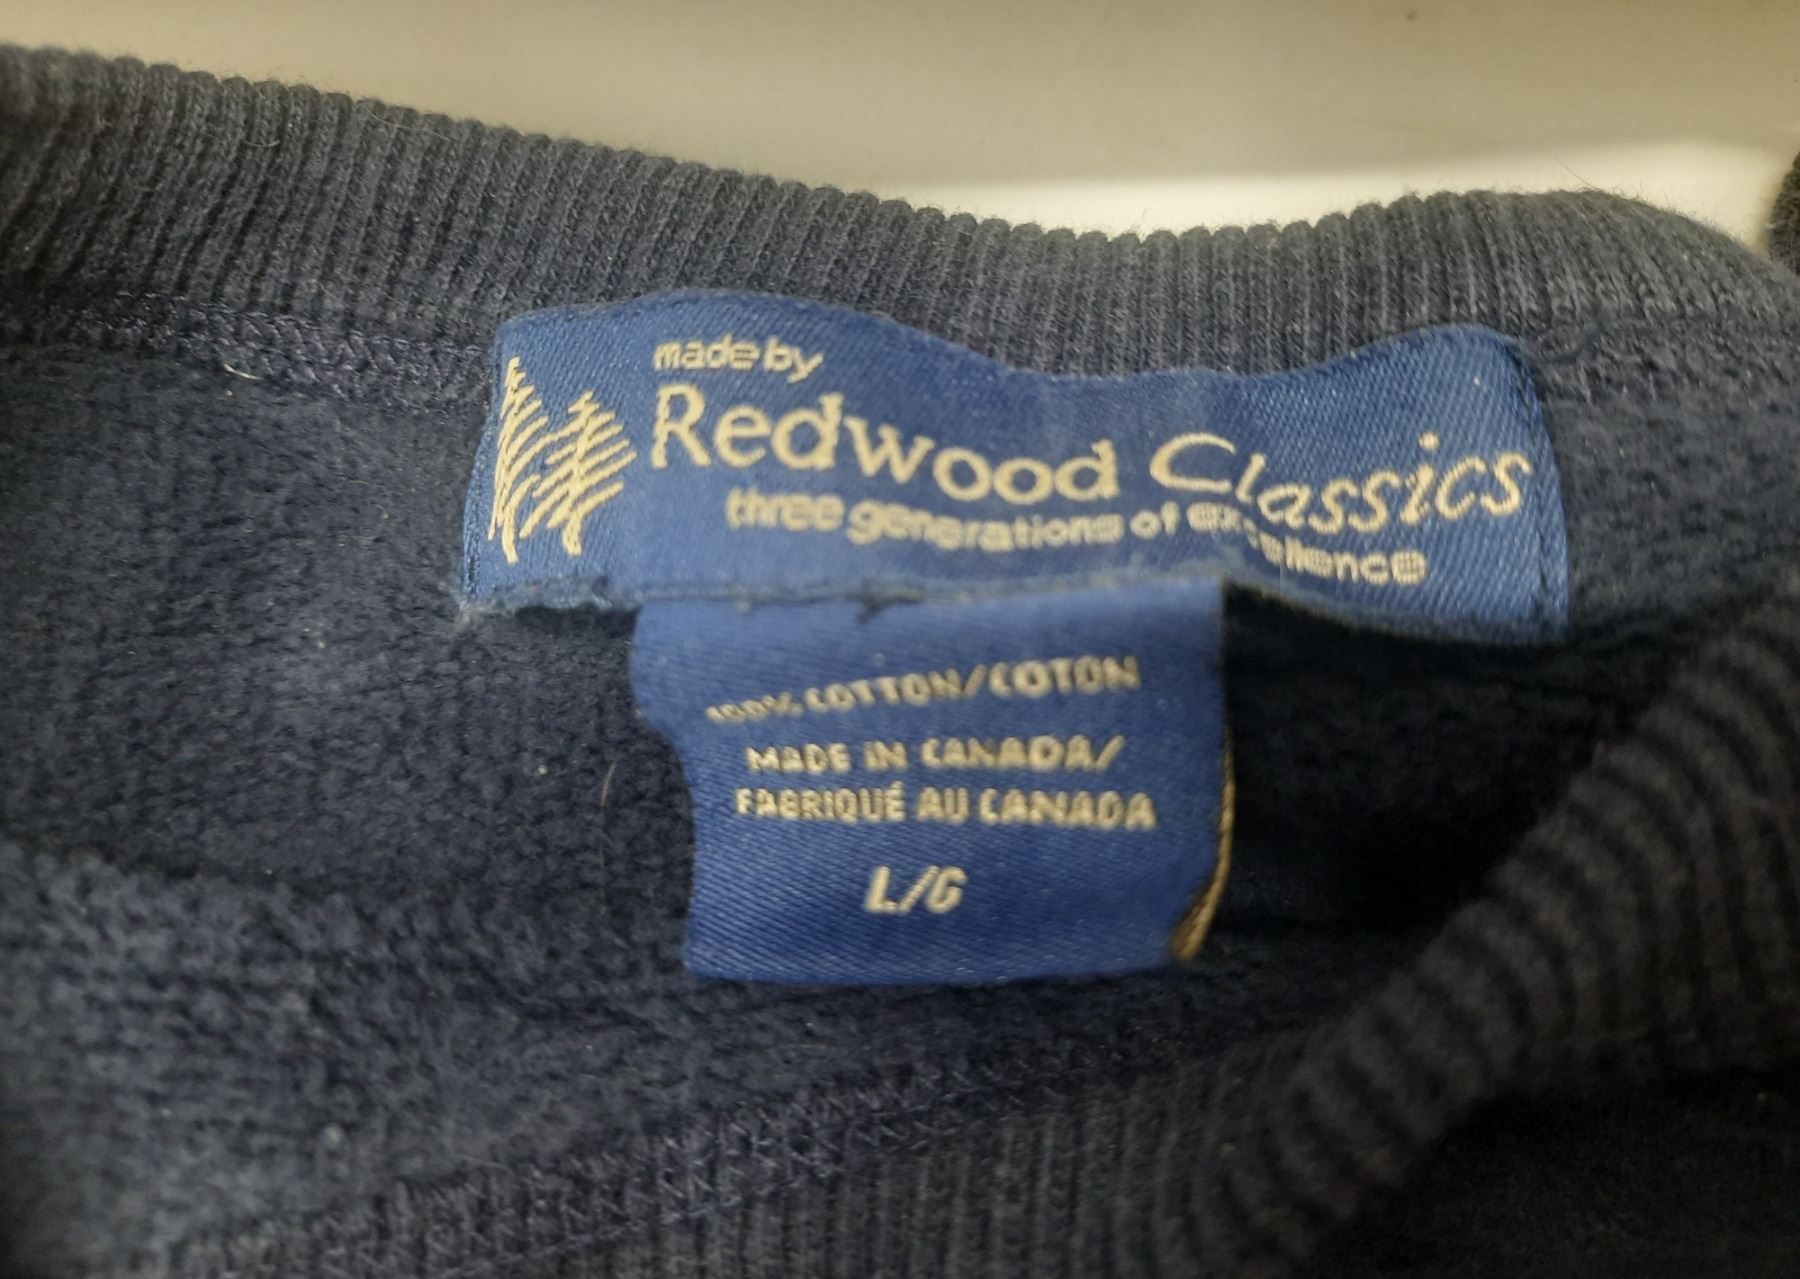 made by
Redwood Classics
three generations of excellence
100% COTTON/COTON
MADE IN CANADA/
FABRIQUÉ AU CANADA
L/G